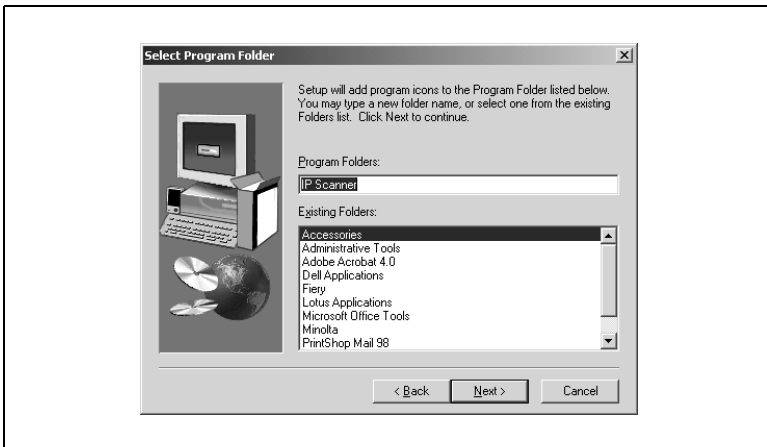 Select Program Folder
Setup will add program icons to the Program Folder listed below.
You may type a new folder name, or select one from the existing
Folders list. Click Next to continue.
Program Folders:
IP Scanner
Existing Folders:
Accessories
Administrative Tools
Adobe Acrobat 4.0
Dell Applications
Fiery
Lotus Applications
Microsoft Office Tools
Minolta
PrintShop Mail 98
< Back
Next >
Cancel